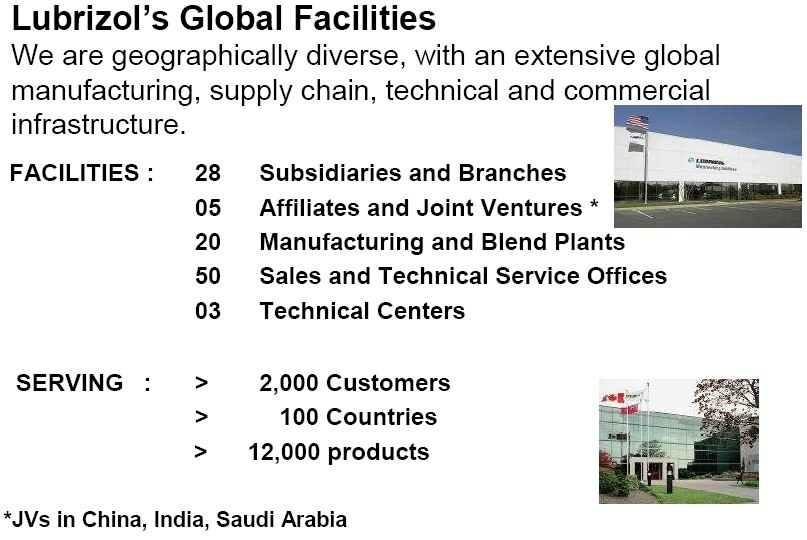 Lubrizol's Global Facilities
We are geographically diverse, with an extensive global
manufacturing, supply chain, technical and commercial
infrastructure.
LUBRIZOL
FACILITIES : 28 Subsidiaries and Branches
05 Affiliates and Joint Ventures *
20 Manufacturing and Blend Plants
50 Sales and Technical Service Offices
03 Technical Centers
SERVING : > 2,000 Customers
> 100 Countries
> 12,000 products
*JVs in China, India, Saudi Arabia